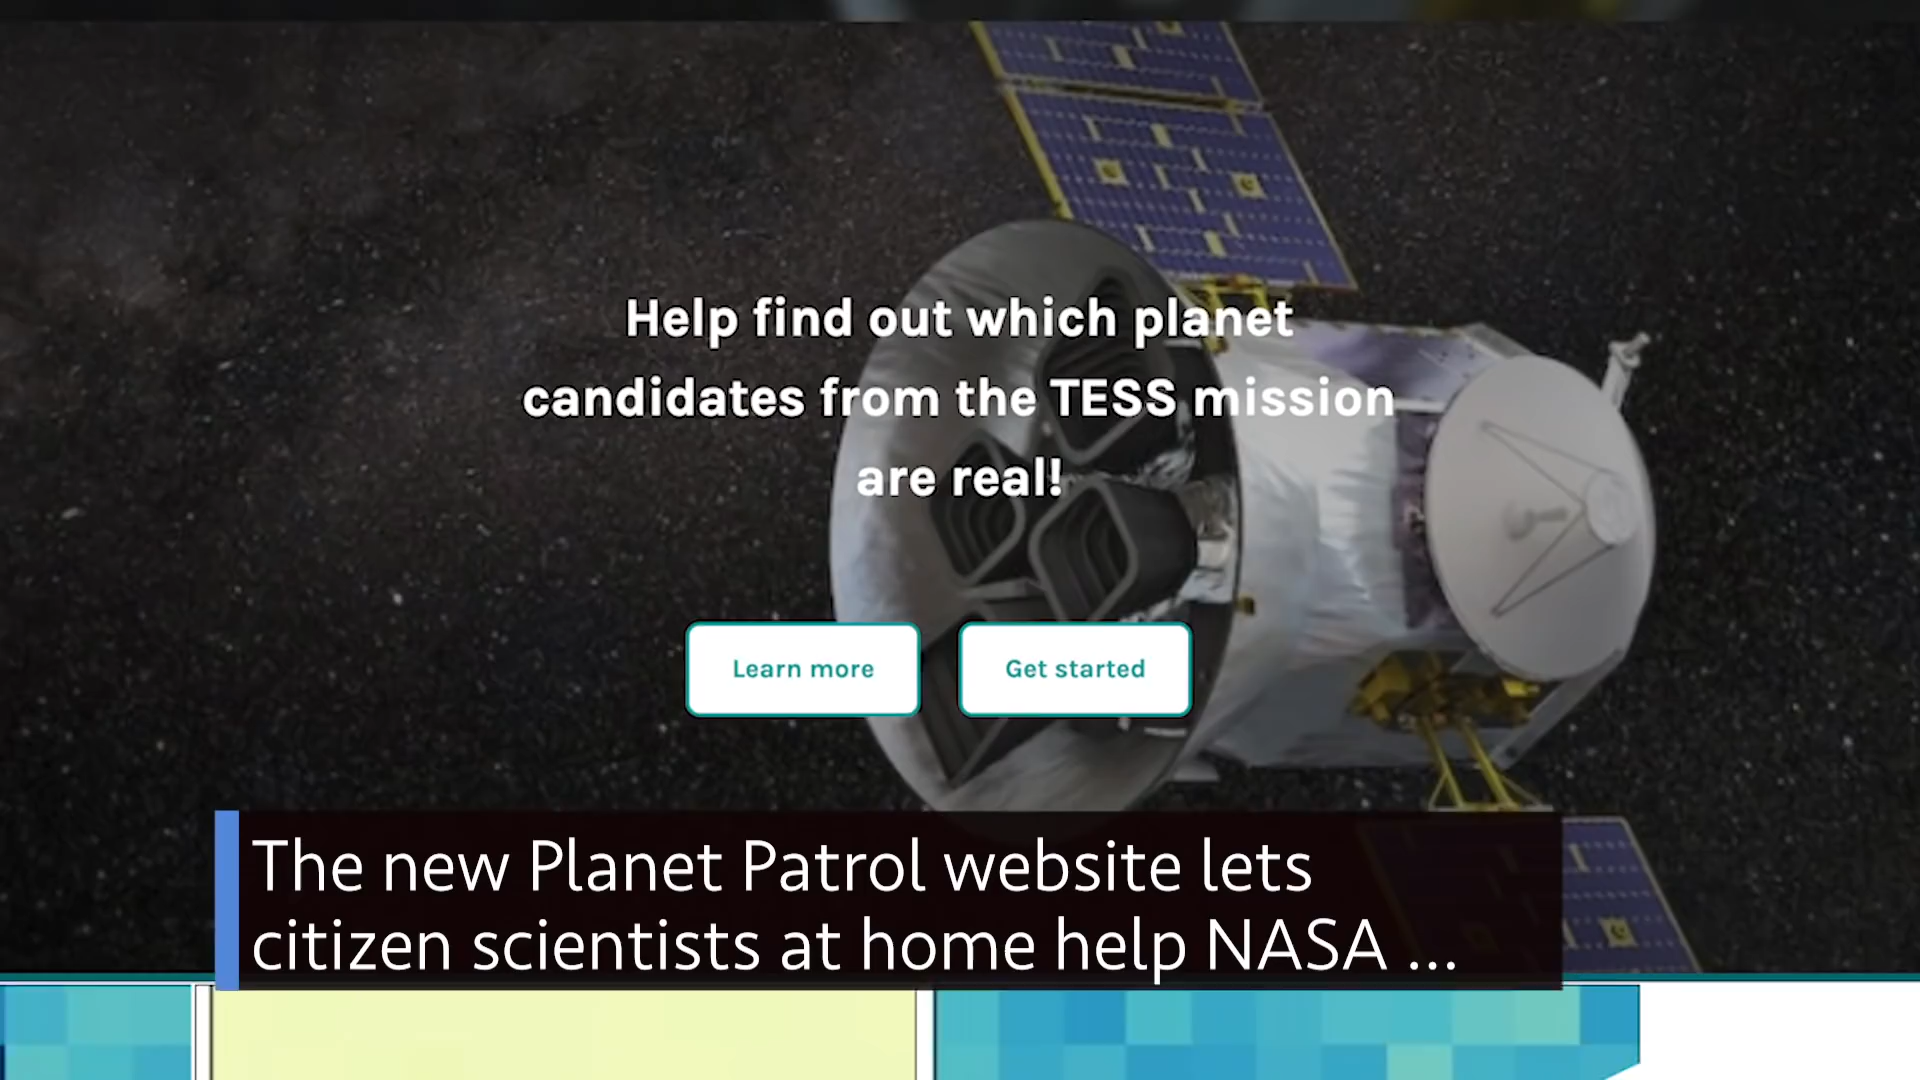 Help find out which planet
candidates from the TESS mission
are real!
Learn more
Get started
The new Planet Patrol website lets
citizen scientists at home help NASA ...